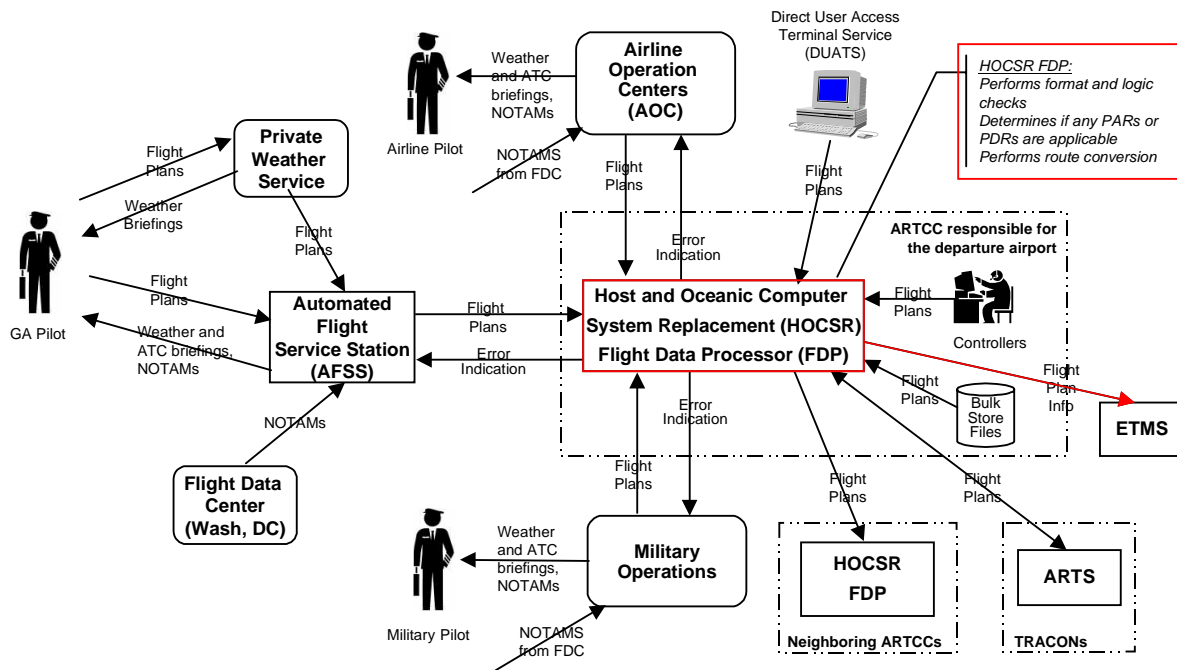 Direct User Access
Terminal Service
(DUATS)
Weather
and ATC
briefings,
NOTAMs
Airline
Operation
Centers
(AOC)
HOCSR FDP:
Performs format and logic
checks
Determines if any PARs or
PDRs are applicable
Performs route conversion
Airline Pilot
Private
Weather
Service
Flight
Plans
NOTAMS
from FDC
Flight
Plans
Flight
Plans
Weather
Briefings
Flight
Plans
Error
Indication
ARTCC responsible for
the departure airport
Flight
Plans
GA Pilot
Automated
Flight
Service Station
(AFSS)
Flight
Plans
Host and Oceanic Computer
System Replacement (HOCSR)
Flight Data Processor (FDP)
Flight
Plans
Controllers
Weather and
ATC briefings,
NOTAMs
Error
Indication
Flight
Plans
Bulk
Store
Files
Flight
Plan
Info
ETMS
NOTAMs
Error
Indication
Flight
Plans
Flight
Plans
Flight
Plans
Flight Data
Center
(Wash, DC)
Weather
and ATC
briefings,
NOTAMs
Military
Operations
HOCSR
FDP
ARTS
Military Pilot
NOTAMS
from FDC
Neighboring ARTCCs
TRACONs